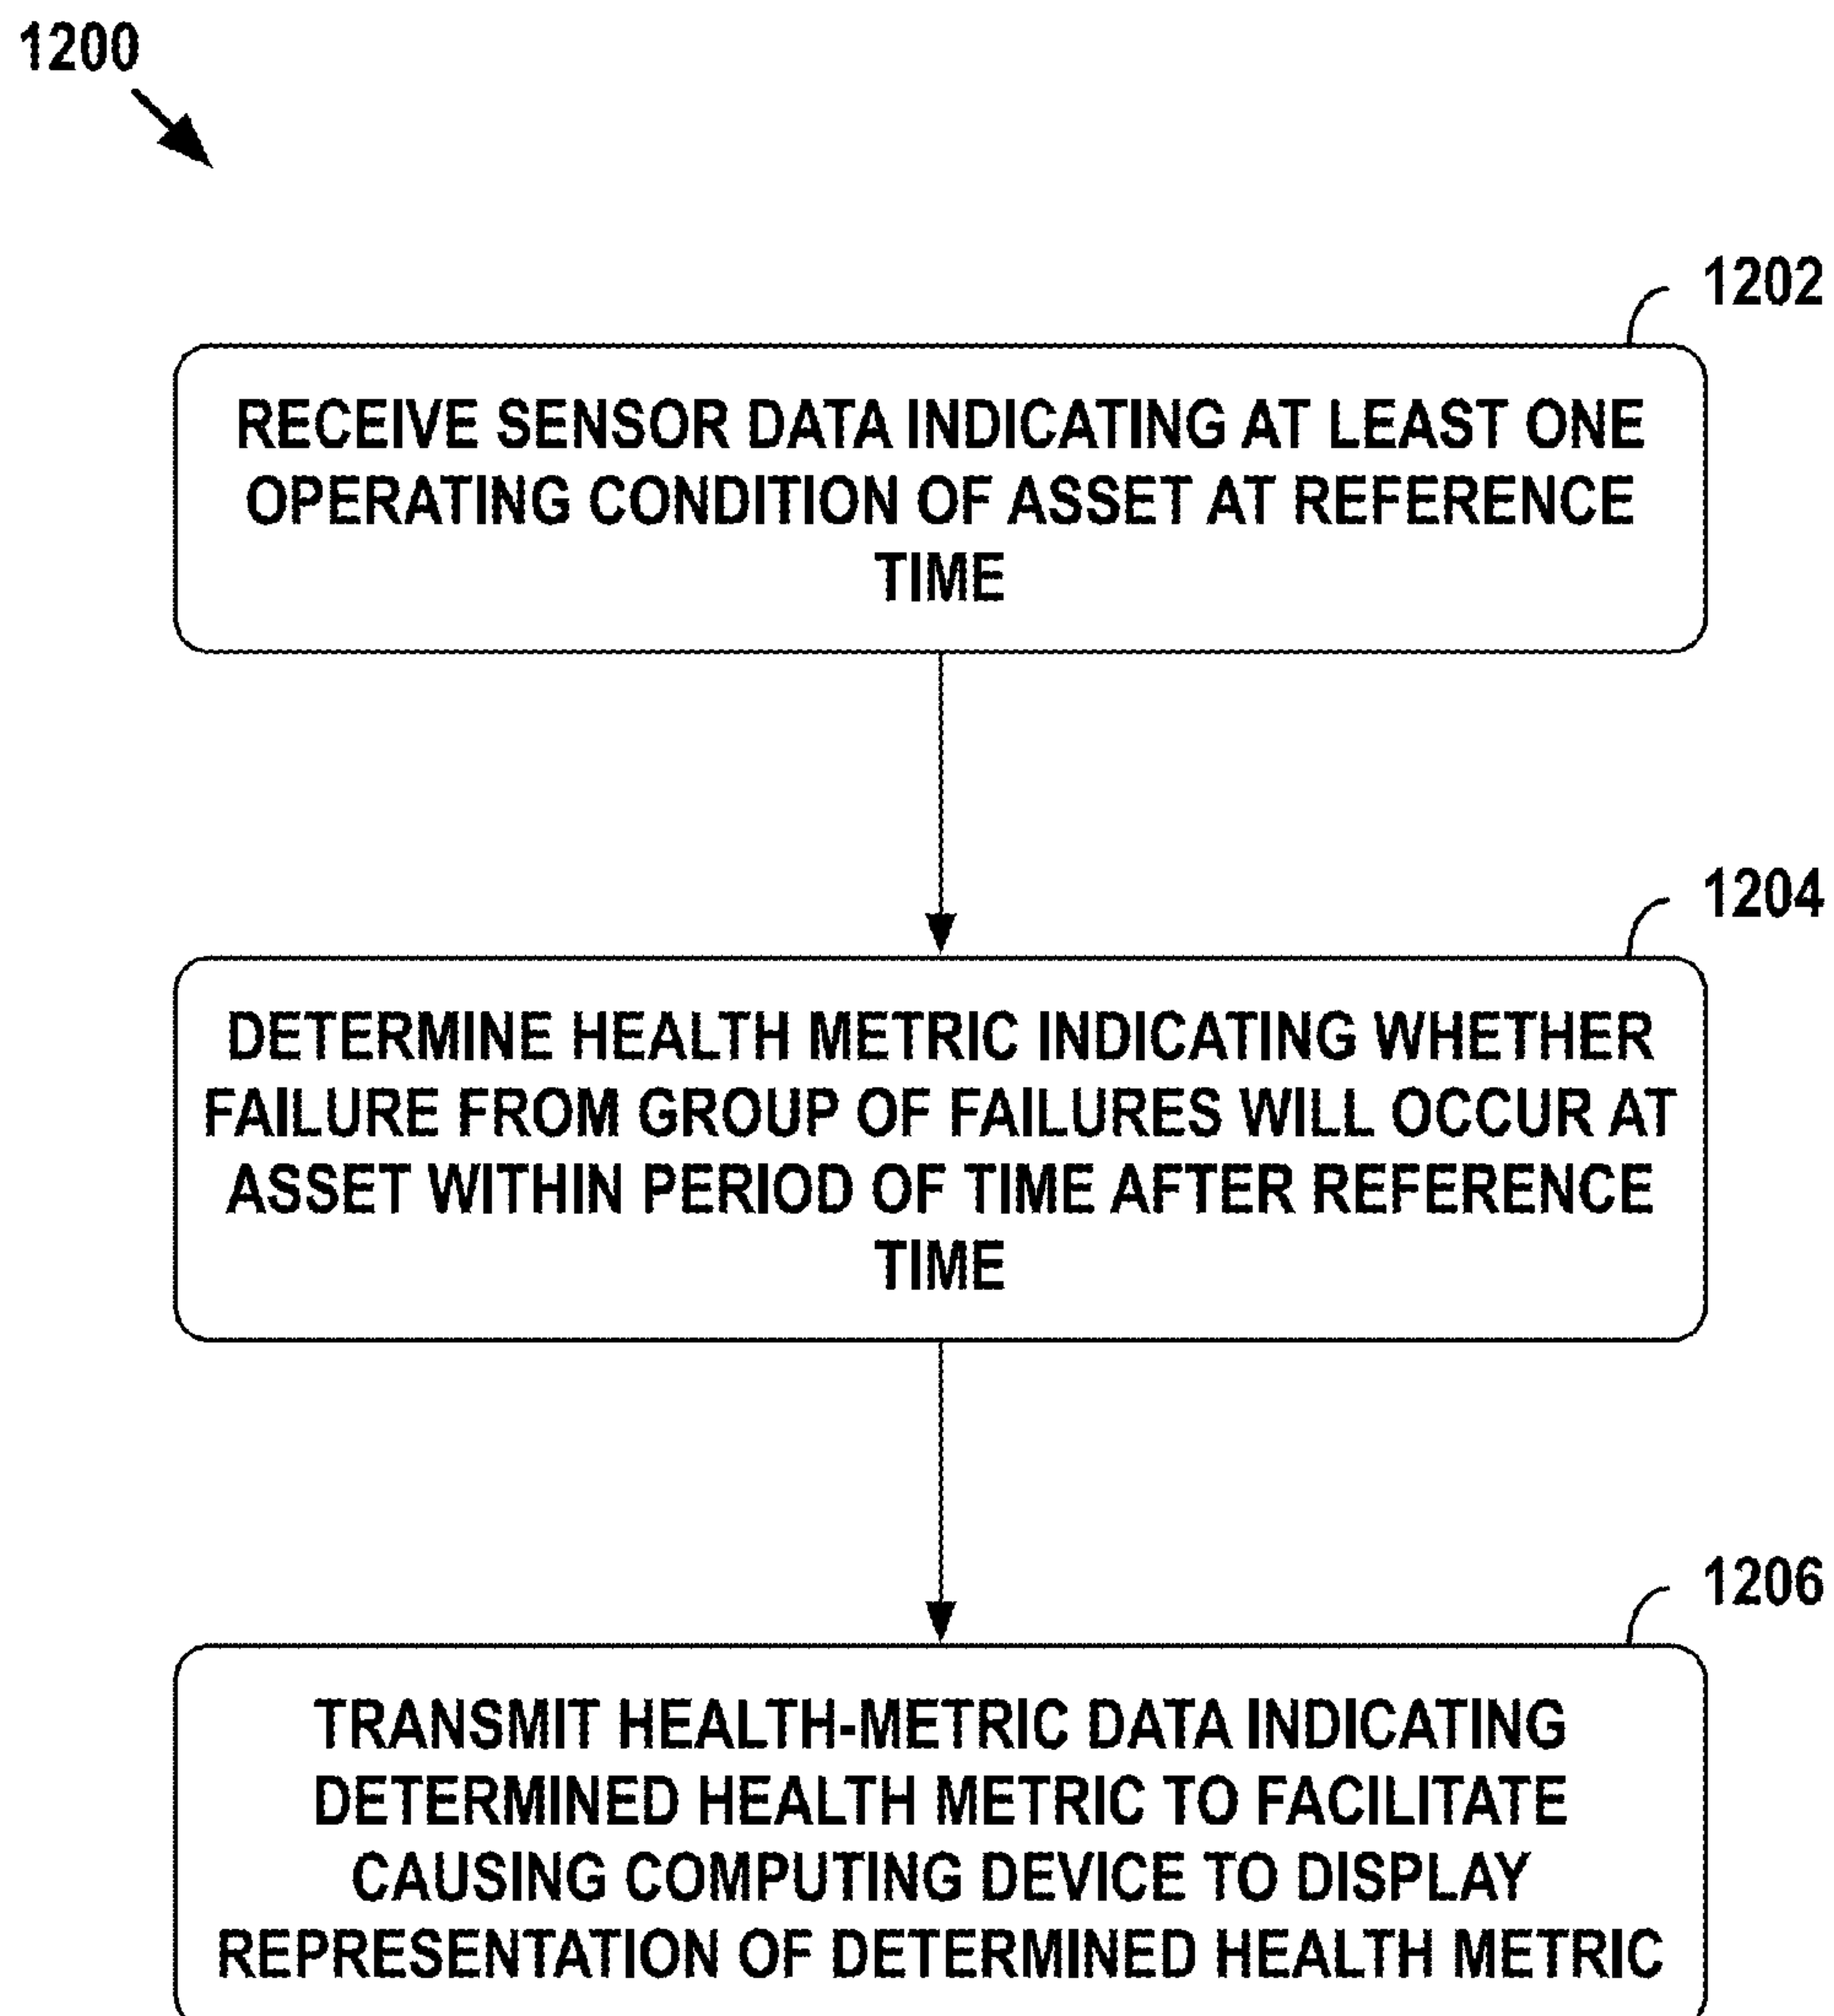 1200
1202
RECEIVE SENSOR DATA INDICATING AT LEAST ONE
OPERATING CONDITION OF ASSET AT REFERENCE
TIME
1204
DETERMINE HEALTH METRIC INDICATING WHETHER
FAILURE FROM GROUP OF FAILURES WILL OCCUR AT
ASSET WITHIN PERIOD OF TIME AFTER REFERENCE
TIME
1206
TRANSMIT HEALTH-METRIC DATA INDICATING
DETERMINED HEALTH METRIC TO FACILITATE
CAUSING COMPUTING DEVICE TO DISPLAY
REPRESENTATION OF DETERMINED HEALTH METRIC